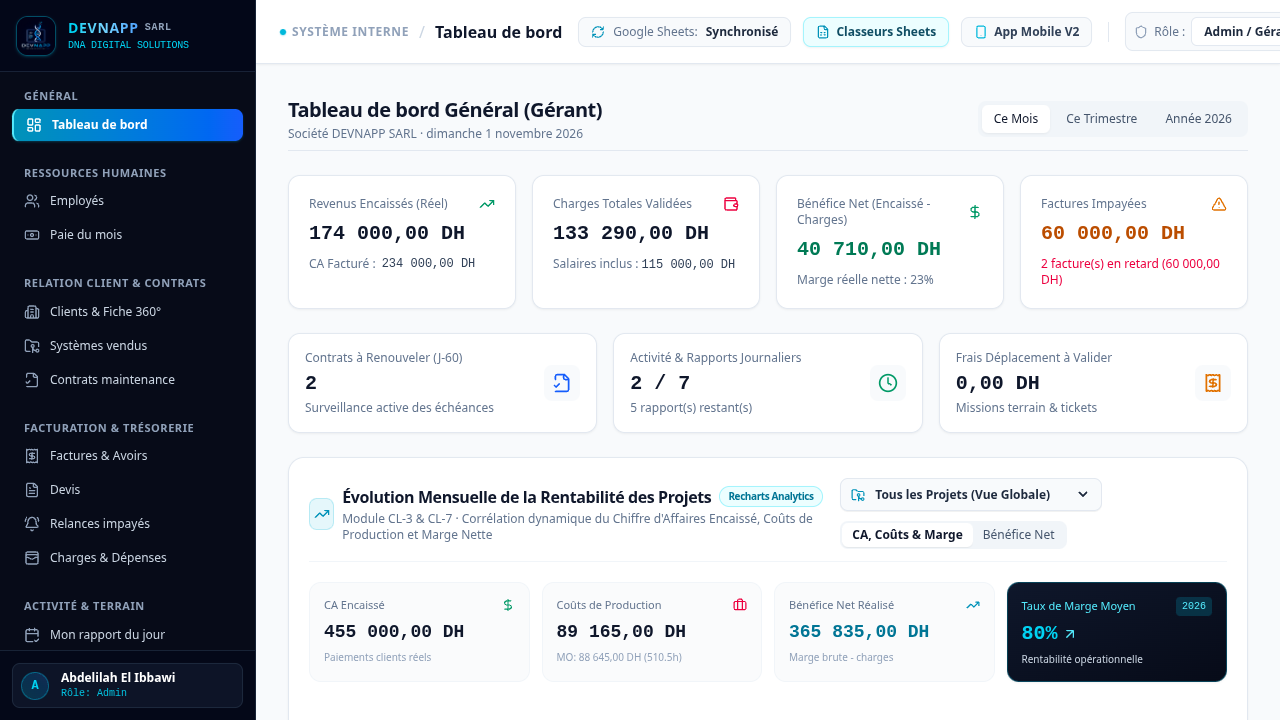 DEVNAPP SARL
DNA DIGITAL SOLUTIONS
GÉNÉRAL
Tableau de bord
RESSOURCES HUMAINES
Employés
Paie du mois
RELATION CLIENT & CONTRATS
Clients & Fiche 360°
Systèmes vendus
Contrats maintenance
FACTURATION & TRÉSORERIE
Factures & Avoirs
Devis
Relances impayés
Charges & Dépenses
ACTIVITÉ & TERRAIN
Mon rapport du jour
A
Abdelilah El Ibbawi
Rôle: Admin
SYSTÈME INTERNE / Tableau de bord
Google Sheets: Synchronisé
Classeurs Sheets
App Mobile V2
Rôle : Admin / Géra
Tableau de bord Général (Gérant)
Société DEVNAPP SARL · dimanche 1 novembre 2026
Ce Mois
Ce Trimestre
Année 2026
Revenus Encaissés (Réel)
174 000,00 DH
CA Facturé : 234 000,00 DH
Charges Totales Validées
133 290,00 DH
Salaires inclus : 115 000,00 DH
Bénéfice Net (Encaissé -
Charges)
40 710,00 DH
Marge réelle nette : 23%
Factures Impayées
60 000,00 DH
2 facture(s) en retard (60 000,00
DH)
Contrats à Renouveler (J-60)
2
Surveillance active des échéances
Activité & Rapports Journaliers
2 / 7
5 rapport(s) restant(s)
Frais Déplacement à Valider
0,00 DH
Missions terrain & tickets
Évolution Mensuelle de la Rentabilité des Projets
Recharts Analytics
Module CL-3 & CL-7 · Corrélation dynamique du Chiffre d'Affaires Encaissé, Coûts de
Production et Marge Nette
Tous les Projets (Vue Globale)
CA, Coûts & Marge
Bénéfice Net
CA Encaissé
455 000,00 DH
Paiements clients réels
Coûts de Production
89 165,00 DH
MO: 88 645,00 DH (510.5h)
Bénéfice Net Réalisé
365 835,00 DH
Marge brute - charges
Taux de Marge Moyen
2026
80%
Rentabilité opérationnelle